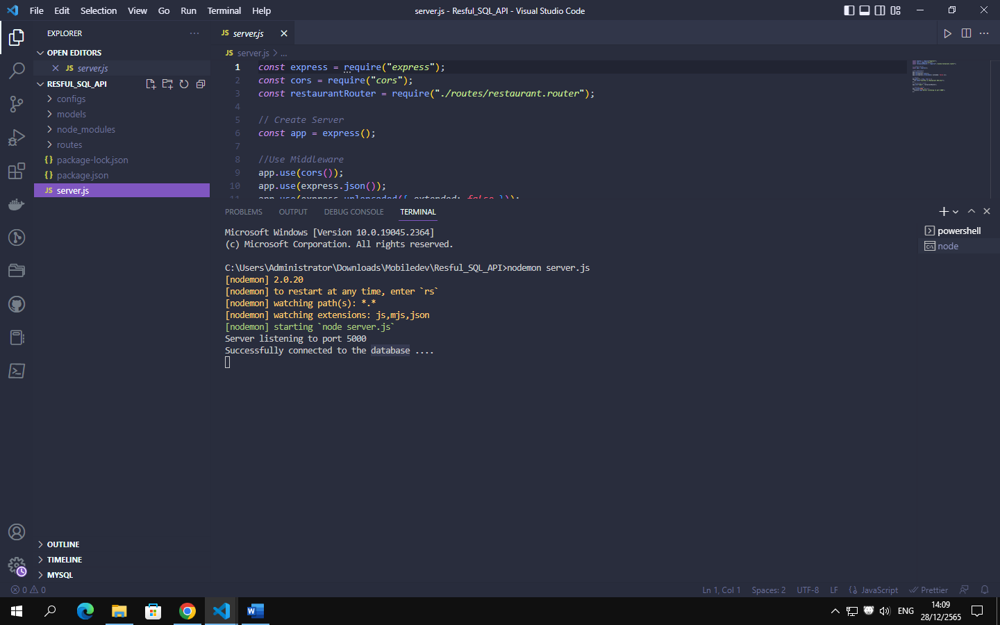 File Edit Selection View Go Run Terminal Help
server.js - Resful_SQL_API - Visual Studio Code
EXPLORER
OPEN EDITORS
JS server.js
RESFUL_SQL_API
configs
models
node_modules
routes
{} package-lock.json
{} package.json
JS server.js
OUTLINE
TIMELINE
MYSQL
JS server.js
JS server.js > ...
1 const express = require("express");
2 const cors = require("cors");
3 const restaurantRouter = require("./routes/restaurant.router");
4
5 // Create Server
6 const app = express();
7
8 //Use Middleware
9 app.use(cors());
10 app.use(express.json());
11 app.use(express.urlencoded({ extended: false }));
PROBLEMS OUTPUT DEBUG CONSOLE TERMINAL
Microsoft Windows [Version 10.0.19045.2364]
(c) Microsoft Corporation. All rights reserved.
C:\Users\Administrator\Downloads\Mobiledev\Resful_SQL_API>nodemon server.js
[nodemon] 2.0.20
[nodemon] to restart at any time, enter `rs`
[nodemon] watching path(s): *.*
[nodemon] watching extensions: js,mjs,json
[nodemon] starting `node server.js`
Server listening to port 5000
Successfully connected to the database ....
powershell
node
0 0
Ln 1, Col 1 Spaces: 2 UTF-8 LF {} JavaScript Prettier
ENG
14:09
28/12/2565